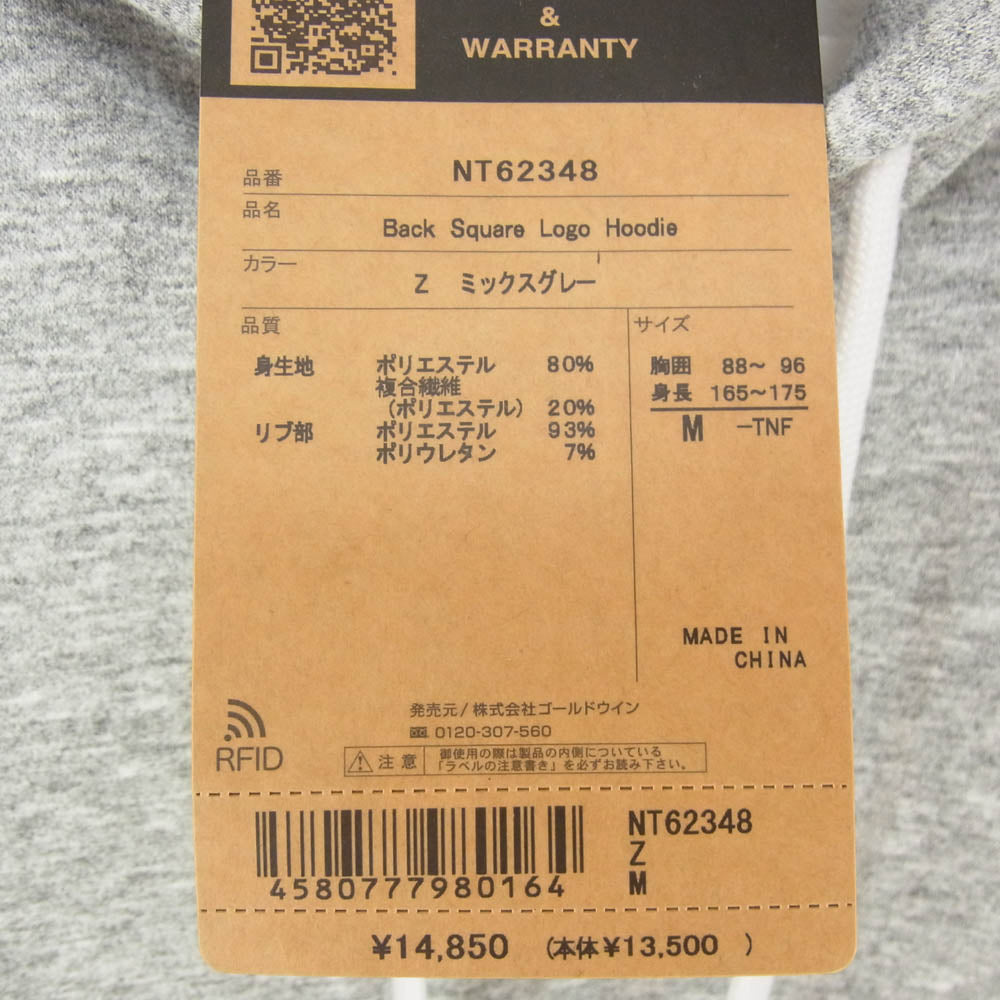 &
WARRANTY
品番 NT62348
品名 Back Square Logo Hoodie
カラー Z ミックスグレー
品質
身生地 ポリエステル 80%
複合繊維
(ポリエステル) 20%
リブ部 ポリエステル 93%
ポリウレタン 7%
サイズ
胸囲 88～ 96
身長 165～175
M -TNF
MADE IN
CHINA
RFID
発売元/株式会社ゴールドウイン
0120-307-560
注意
御使用の際は製品の内側についている
「ラベルの注意書き」を必ずお読み下さい。
4580777980164
NT62348
Z
M
¥14,850 (本体¥13,500 )